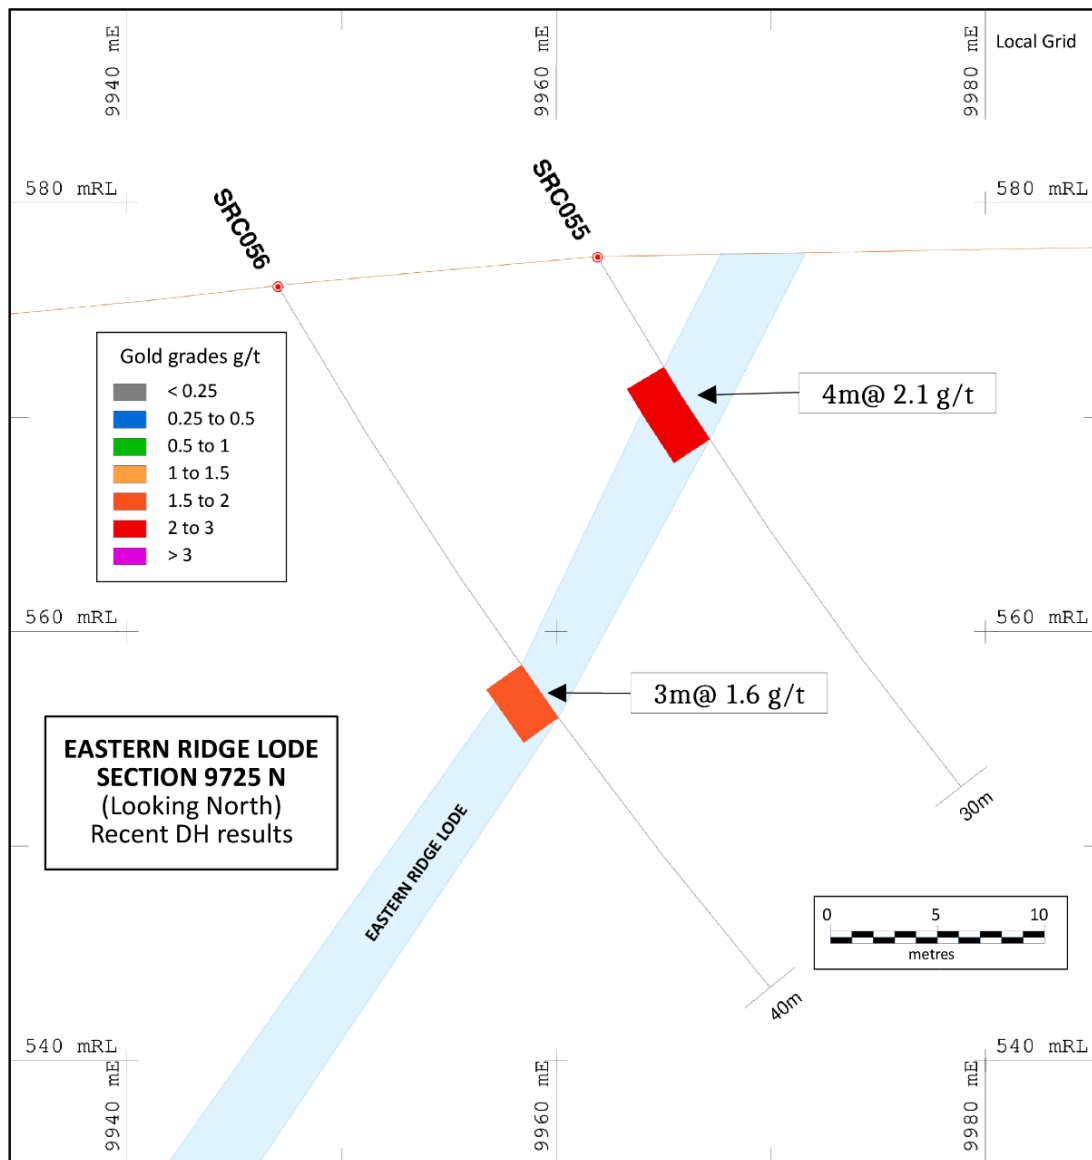 9940 mE
9960 mE
9980 mE
Local Grid
580 mRL
580 mRL
SRC056
SRC055
Gold grades g/t
< 0.25
0.25 to 0.5
0.5 to 1
1 to 1.5
1.5 to 2
2 to 3
> 3
4m@ 2.1 g/t
560 mRL
560 mRL
3m@ 1.6 g/t
EASTERN RIDGE LODE
SECTION 9725 N
(Looking North)
Recent DH results
EASTERN RIDGE LODE
30m
0 5 10
metres
40m
540 mRL
540 mRL
9940 mE
9960 mE
9980 mE